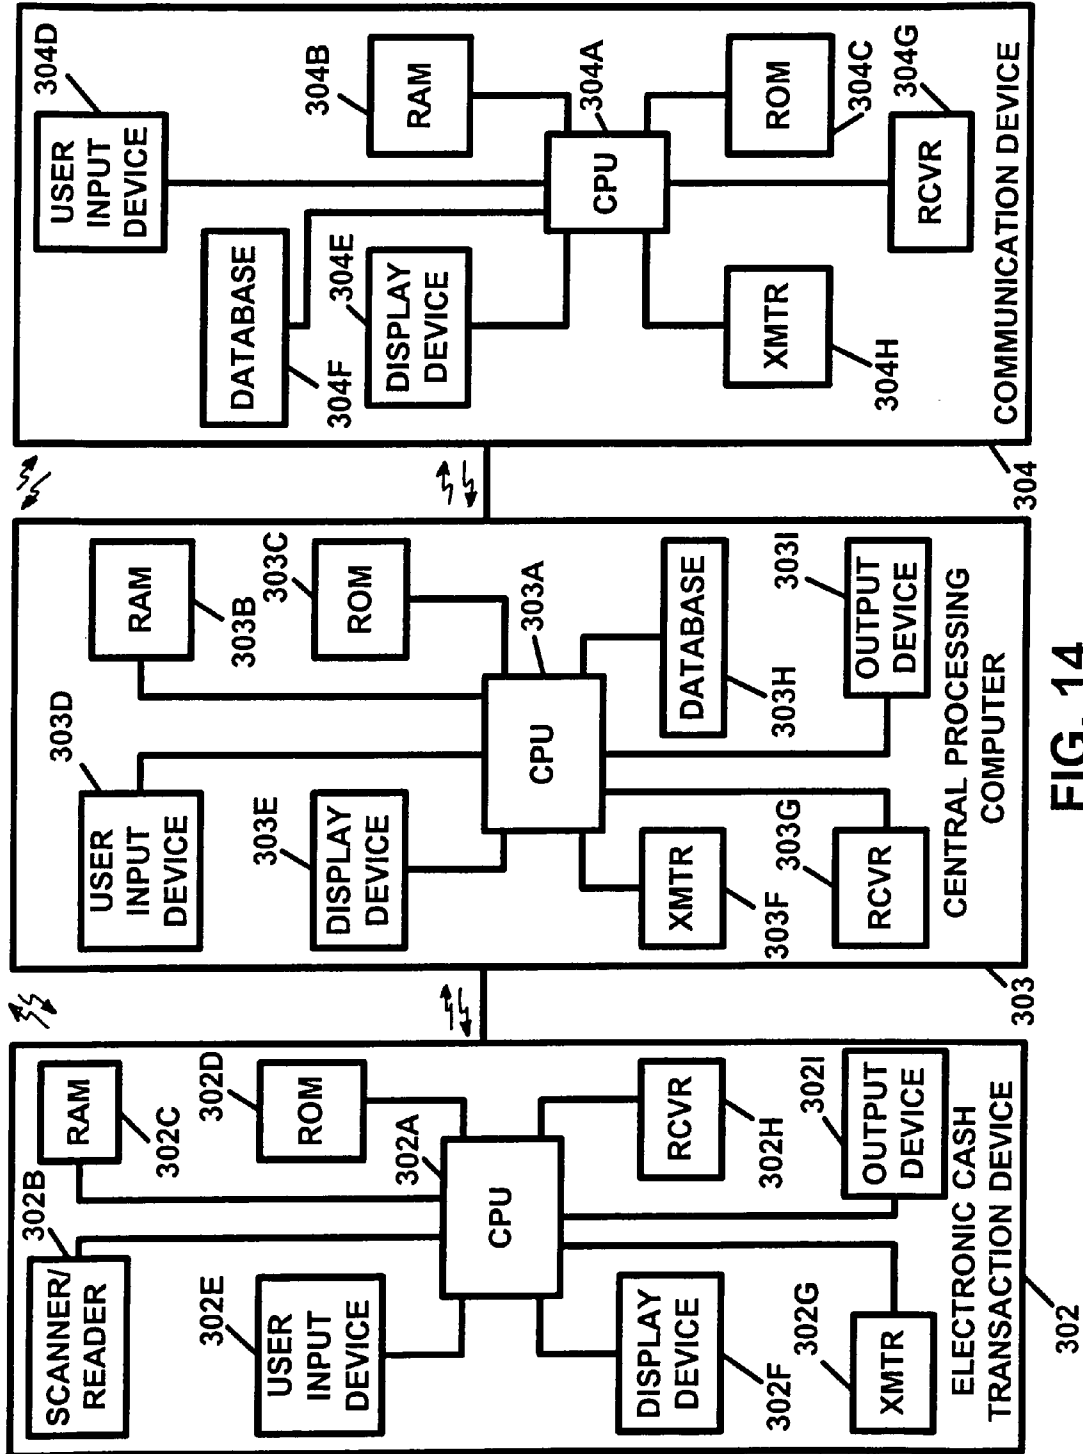 SCANNER/
READER
302B
RAM
302C
302E
USER
INPUT
DEVICE
302D
ROM
302A
CPU
DISPLAY
DEVICE
302F
RCVR
302H
302G
XMTR
302I
OUTPUT
DEVICE
ELECTRONIC CASH
TRANSACTION DEVICE
302
USER
INPUT
DEVICE
303D
RAM
303B
303E
DISPLAY
DEVICE
303C
ROM
303A
CPU
XMTR
303F
DATABASE
303H
303G
RCVR
303I
OUTPUT
DEVICE
CENTRAL PROCESSING
COMPUTER
303
USER
INPUT
DEVICE
304D
DATABASE
304F
304E
DISPLAY
DEVICE
304B
RAM
304A
CPU
XMTR
304H
ROM
304C
304G
RCVR
COMMUNICATION DEVICE
304
FIG. 14